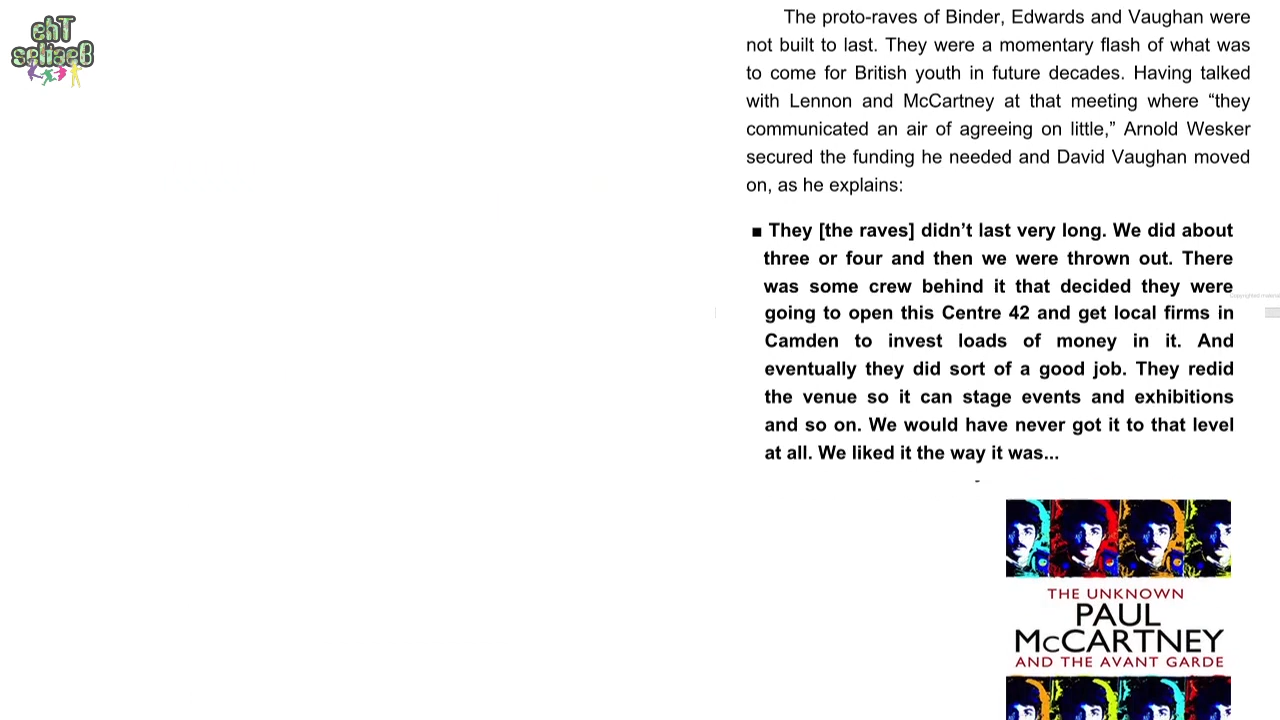 The
Beatles
The proto-raves of Binder, Edwards and Vaughan were
not built to last. They were a momentary flash of what was
to come for British youth in future decades. Having talked
with Lennon and McCartney at that meeting where “they
communicated an air of agreeing on little,” Arnold Wesker
secured the funding he needed and David Vaughan moved
on, as he explains:
■ They [the raves] didn’t last very long. We did about
three or four and then we were thrown out. There
was some crew behind it that decided they were
Copyrighted material
going to open this Centre 42 and get local firms in
Camden to invest loads of money in it. And
eventually they did sort of a good job. They redid
the venue so it can stage events and exhibitions
and so on. We would have never got it to that level
at all. We liked it the way it was...
THE UNKNOWN
PAUL
McCARTNEY
AND THE AVANT GARDE